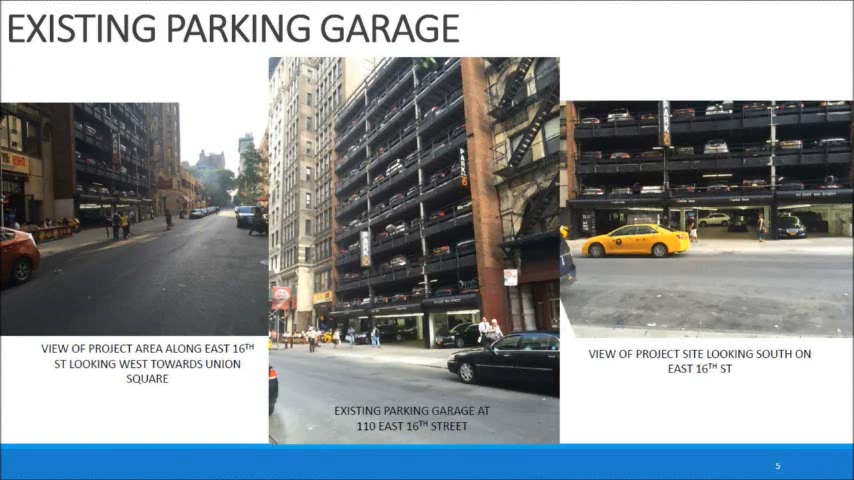 EXISTING PARKING GARAGE
VIEW OF PROJECT AREA ALONG EAST 16TH
ST LOOKING WEST TOWARDS UNION
SQUARE
PARK
EXISTING PARKING GARAGE AT
110 EAST 16TH STREET
VIEW OF PROJECT SITE LOOKING SOUTH ON
EAST 16TH ST
5